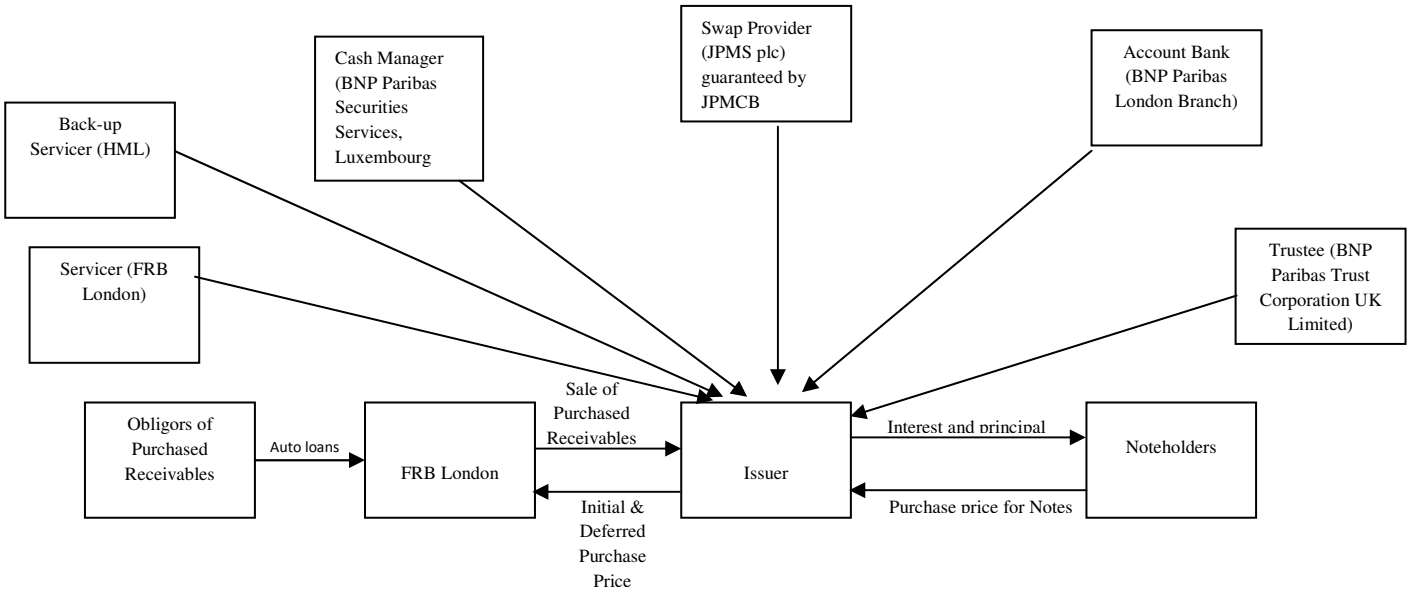 Swap Provider
(JPMS plc)
guaranteed by
JPMCB
Cash Manager
(BNP Paribas
Securities
Services,
Luxembourg
Account Bank
(BNP Paribas
London Branch)
Back-up
Servicer (HML)
Servicer (FRB
London)
Trustee (BNP
Paribas Trust
Corporation UK
Limited)
Obligors of
Purchased
Receivables
Auto loans
FRB London
Sale of
Purchased
Receivables
Initial &
Deferred
Purchase
Price
Issuer
Interest and principal
Purchase price for Notes
Noteholders